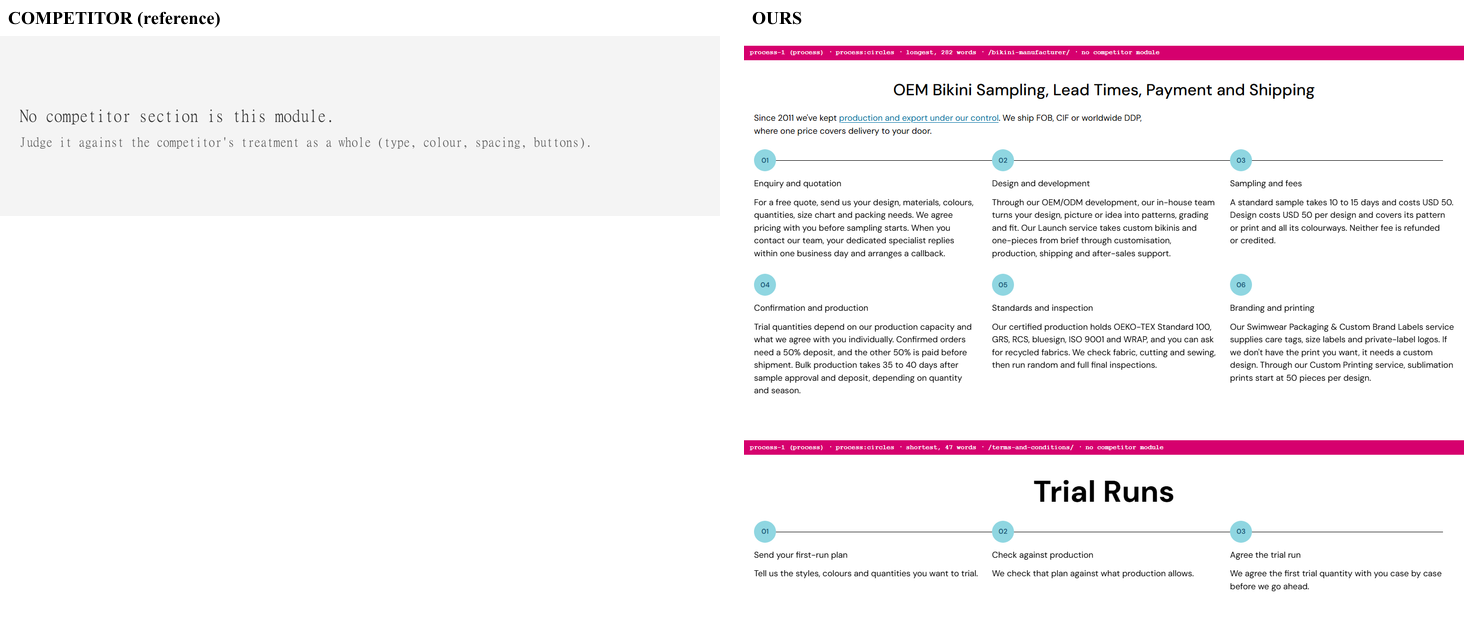 COMPETITOR (reference)
No competitor section is this module.
Judge it against the competitor's treatment as a whole (type, colour, spacing, buttons).
OURS
process-1 (process) · process:circles · longest, 282 words · /bikini-manufacturer/ · no competitor module
OEM Bikini Sampling, Lead Times, Payment and Shipping
Since 2011 we've kept production and export under our control. We ship FOB, CIF or worldwide DDP,
where one price covers delivery to your door.
01
Enquiry and quotation
For a free quote, send us your design, materials, colours,
quantities, size chart and packing needs. We agree
pricing with you before sampling starts. When you
contact our team, your dedicated specialist replies
within one business day and arranges a callback.
02
Design and development
Through our OEM/ODM development, our in-house team
turns your design, picture or idea into patterns, grading
and fit. Our Launch service takes custom bikinis and
one-pieces from brief through customisation,
production, shipping and after-sales support.
03
Sampling and fees
A standard sample takes 10 to 15 days and costs USD 50.
Design costs USD 50 per design and covers its pattern
or print and all its colourways. Neither fee is refunded
or credited.
04
Confirmation and production
Trial quantities depend on our production capacity and
what we agree with you individually. Confirmed orders
need a 50% deposit, and the other 50% is paid before
shipment. Bulk production takes 35 to 40 days after
sample approval and deposit, depending on quantity
and season.
05
Standards and inspection
Our certified production holds OEKO-TEX Standard 100,
GRS, RCS, bluesign, ISO 9001 and WRAP, and you can ask
for recycled fabrics. We check fabric, cutting and sewing,
then run random and full final inspections.
06
Branding and printing
Our Swimwear Packaging & Custom Brand Labels service
supplies care tags, size labels and private-label logos. If
we don't have the print you want, it needs a custom
design. Through our Custom Printing service, sublimation
prints start at 50 pieces per design.
process-1 (process) · process:circles · shortest, 47 words · /terms-and-conditions/ · no competitor module
Trial Runs
01
Send your first-run plan
Tell us the styles, colours and quantities you want to trial.
02
Check against production
We check that plan against what production allows.
03
Agree the trial run
We agree the first trial quantity with you case by case
before we go ahead.